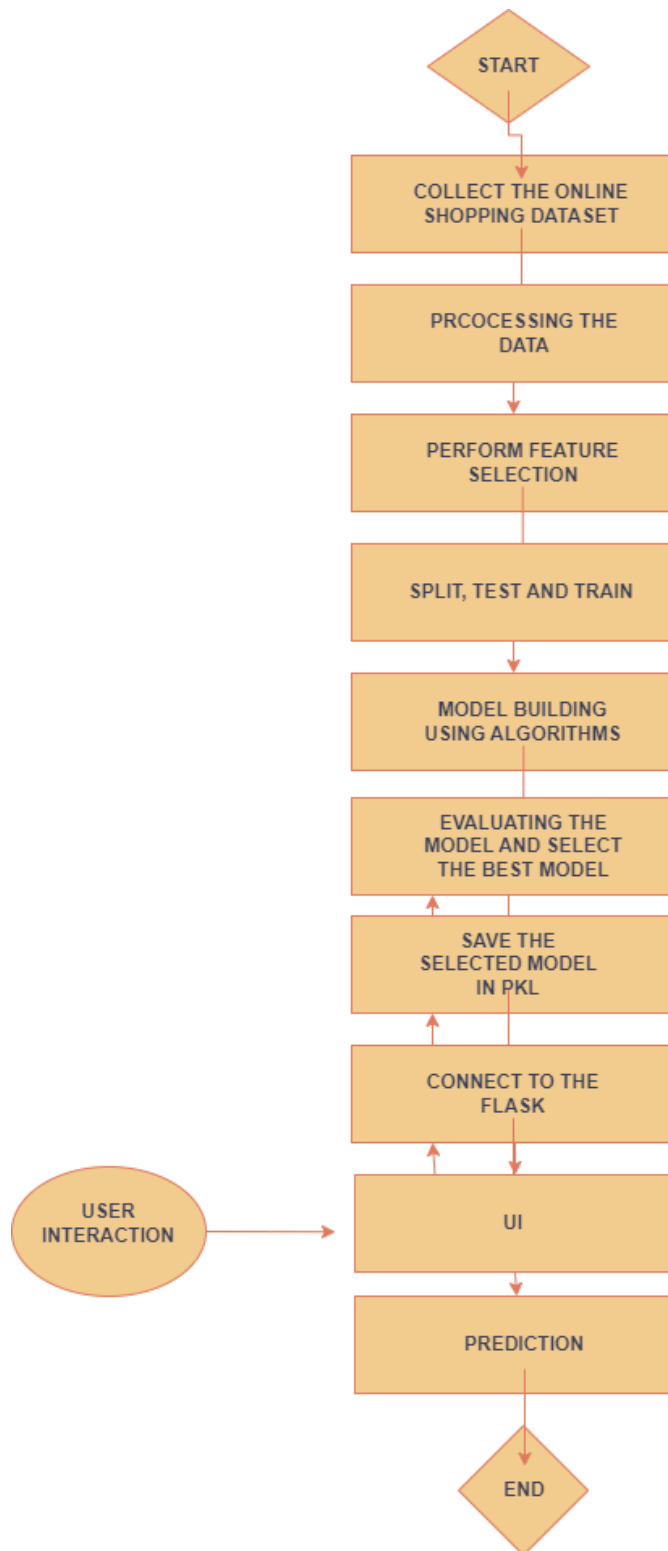 START
COLLECT THE ONLINE
SHOPPING DATASET
PRCOCESSING THE
DATA
PERFORM FEATURE
SELECTION
SPLIT, TEST AND TRAIN
MODEL BUILDING
USING ALGORITHMS
EVALUATING THE
MODEL AND SELECT
THE BEST MODEL
SAVE THE
SELECTED MODEL
IN PKL
CONNECT TO THE
FLASK
USER
INTERACTION
UI
PREDICTION
END